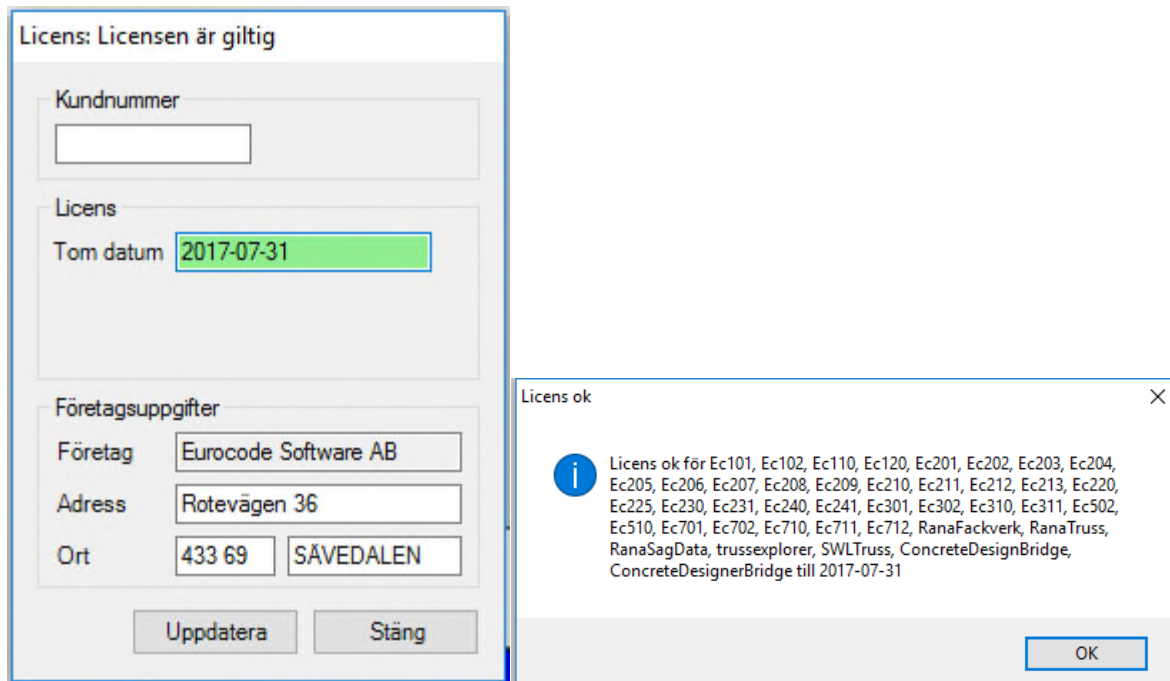 Licens: Licensen är giltig
Kundnummer
Licens
Tom datum 2017-07-31
Företagsuppgifter
Företag Eurocode Software AB
Adress Rotevägen 36
Ort 433 69 SÄVEDALEN
Uppdatera Stäng
Licens ok
Licens ok för Ec101, Ec102, Ec110, Ec120, Ec201, Ec202, Ec203, Ec204,
Ec205, Ec206, Ec207, Ec208, Ec209, Ec210, Ec211, Ec212, Ec213, Ec220,
Ec225, Ec230, Ec231, Ec240, Ec241, Ec301, Ec302, Ec310, Ec311, Ec502,
Ec510, Ec701, Ec702, Ec710, Ec711, Ec712, RanaFackverk, RanaTruss,
RanaSagData, trussexplorer, SWLTruss, ConcreteDesignBridge,
ConcreteDesignerBridge till 2017-07-31
OK